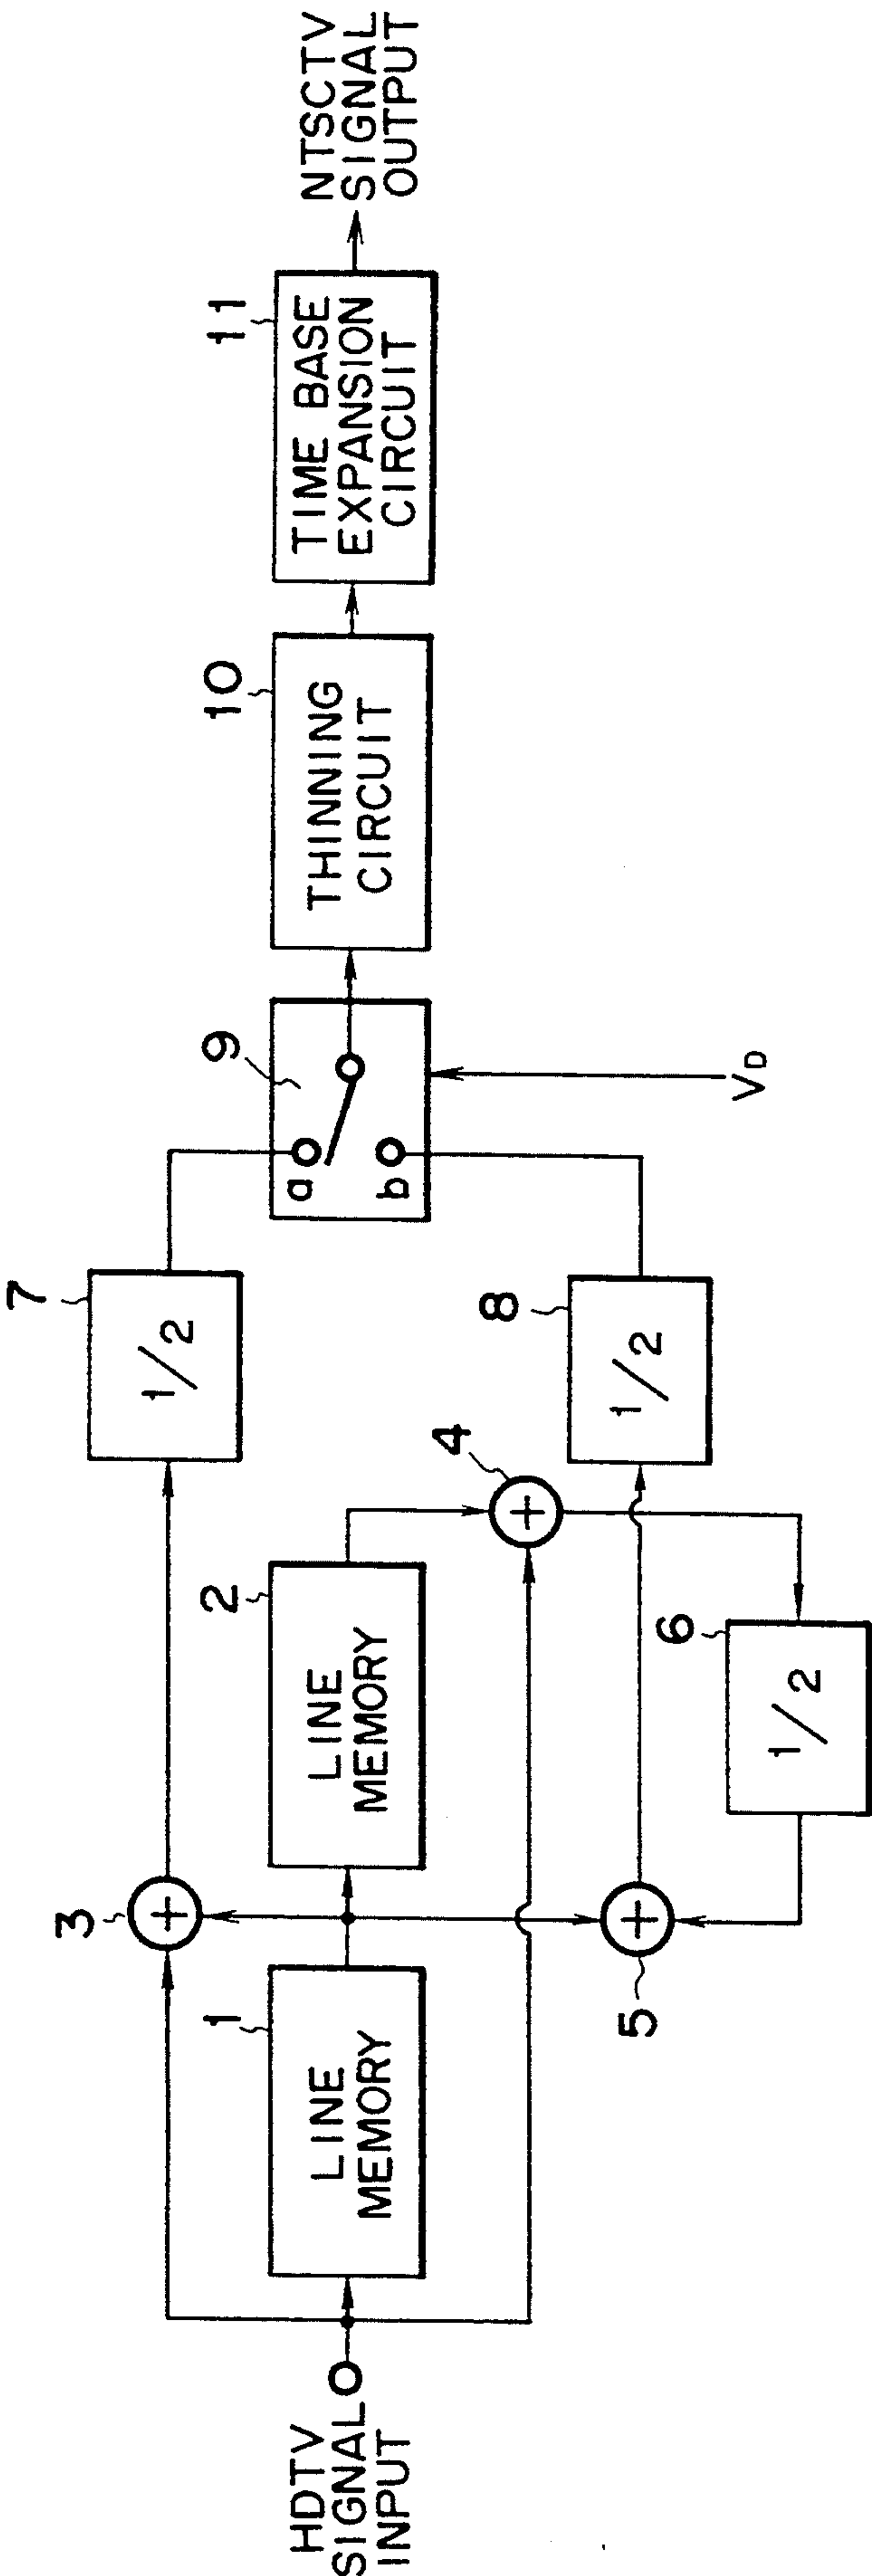 HDTV
SIGNAL
INPUT
1
LINE
MEMORY
3
5
2
LINE
MEMORY
6
1/2
4
7
1/2
8
1/2
9
a
b
VD
10
THINNING
CIRCUIT
11
TIME BASE
EXPANSION
CIRCUIT
NTSCTV
SIGNAL
OUTPUT